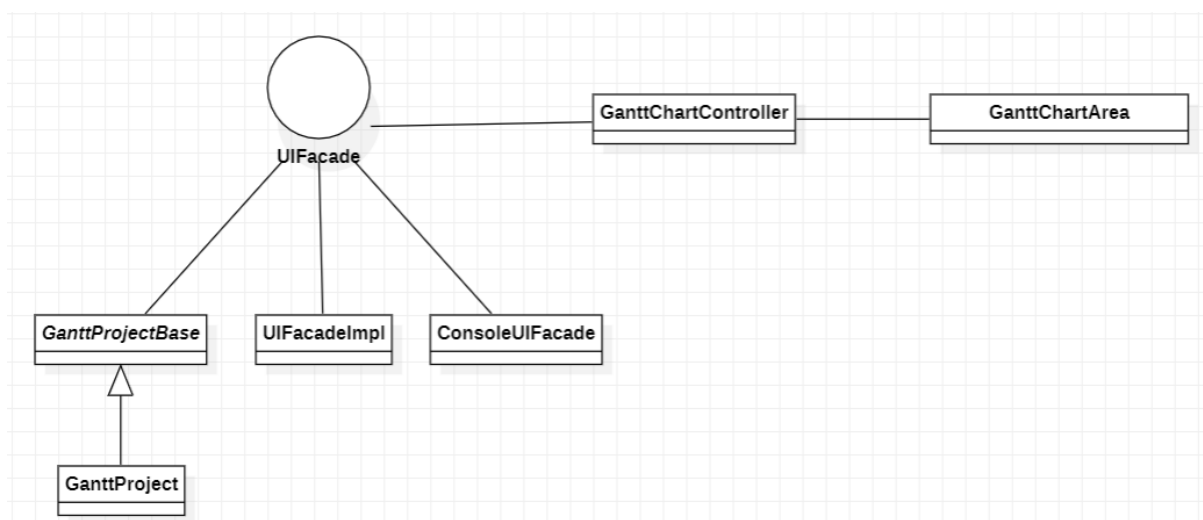 GanttChartController
GanttChartArea
UIFacade
GanttProjectBase
UIFacadeImpl
ConsoleUIFacade
GanttProject